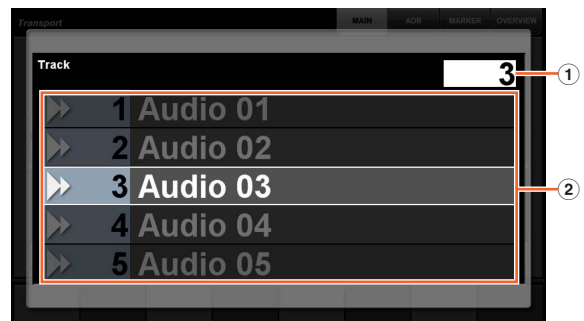 Transport MAIN ADR MARKER OVERVIEW
Track 3 1
1 Audio 01
2 Audio 02
3 Audio 03 2
4 Audio 04
5 Audio 05